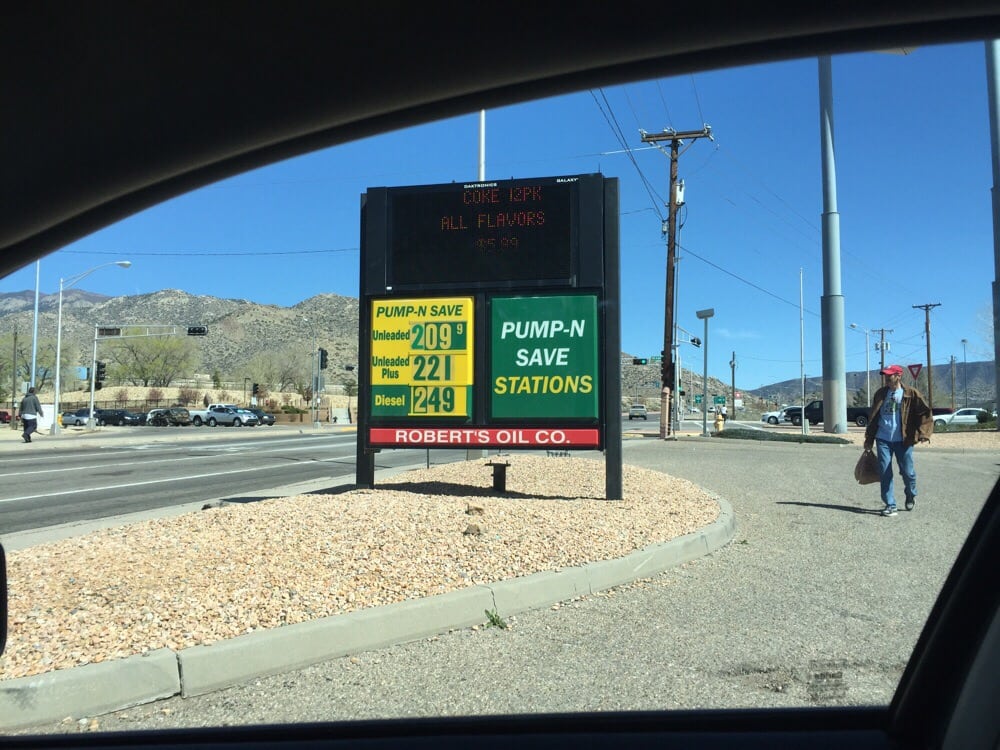 DAKTRONICS GALAXY
COKE 12PK
ALL FLAVORS
$5.99
PUMP-N SAVE
Unleaded 209 9
Unleaded
Plus 221
Diesel 249
PUMP-N
SAVE
STATIONS
ROBERT'S OIL CO.